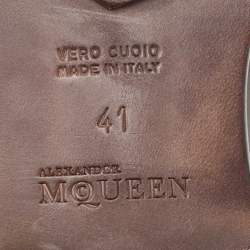 VERO CUOIO
MADE IN ITALY
41
ALEXANDER
MCQUEEN